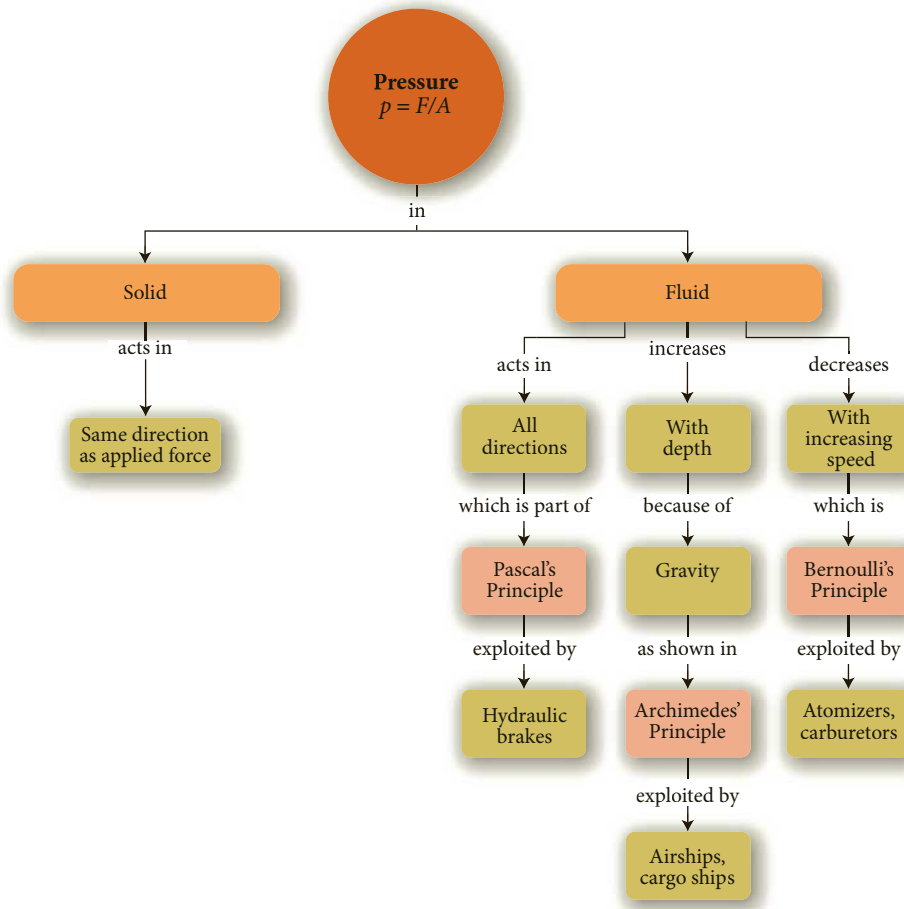 Pressure
p = F/A
in
Solid
Fluid
acts in
acts in
increases
decreases
Same direction
as applied force
All
directions
With
depth
With
increasing
speed
which is part of
because of
which is
Pascal's
Principle
Gravity
Bernoulli's
Principle
exploited by
as shown in
exploited by
Hydraulic
brakes
Archimedes'
Principle
Atomizers,
carburetors
exploited by
Airships,
cargo ships